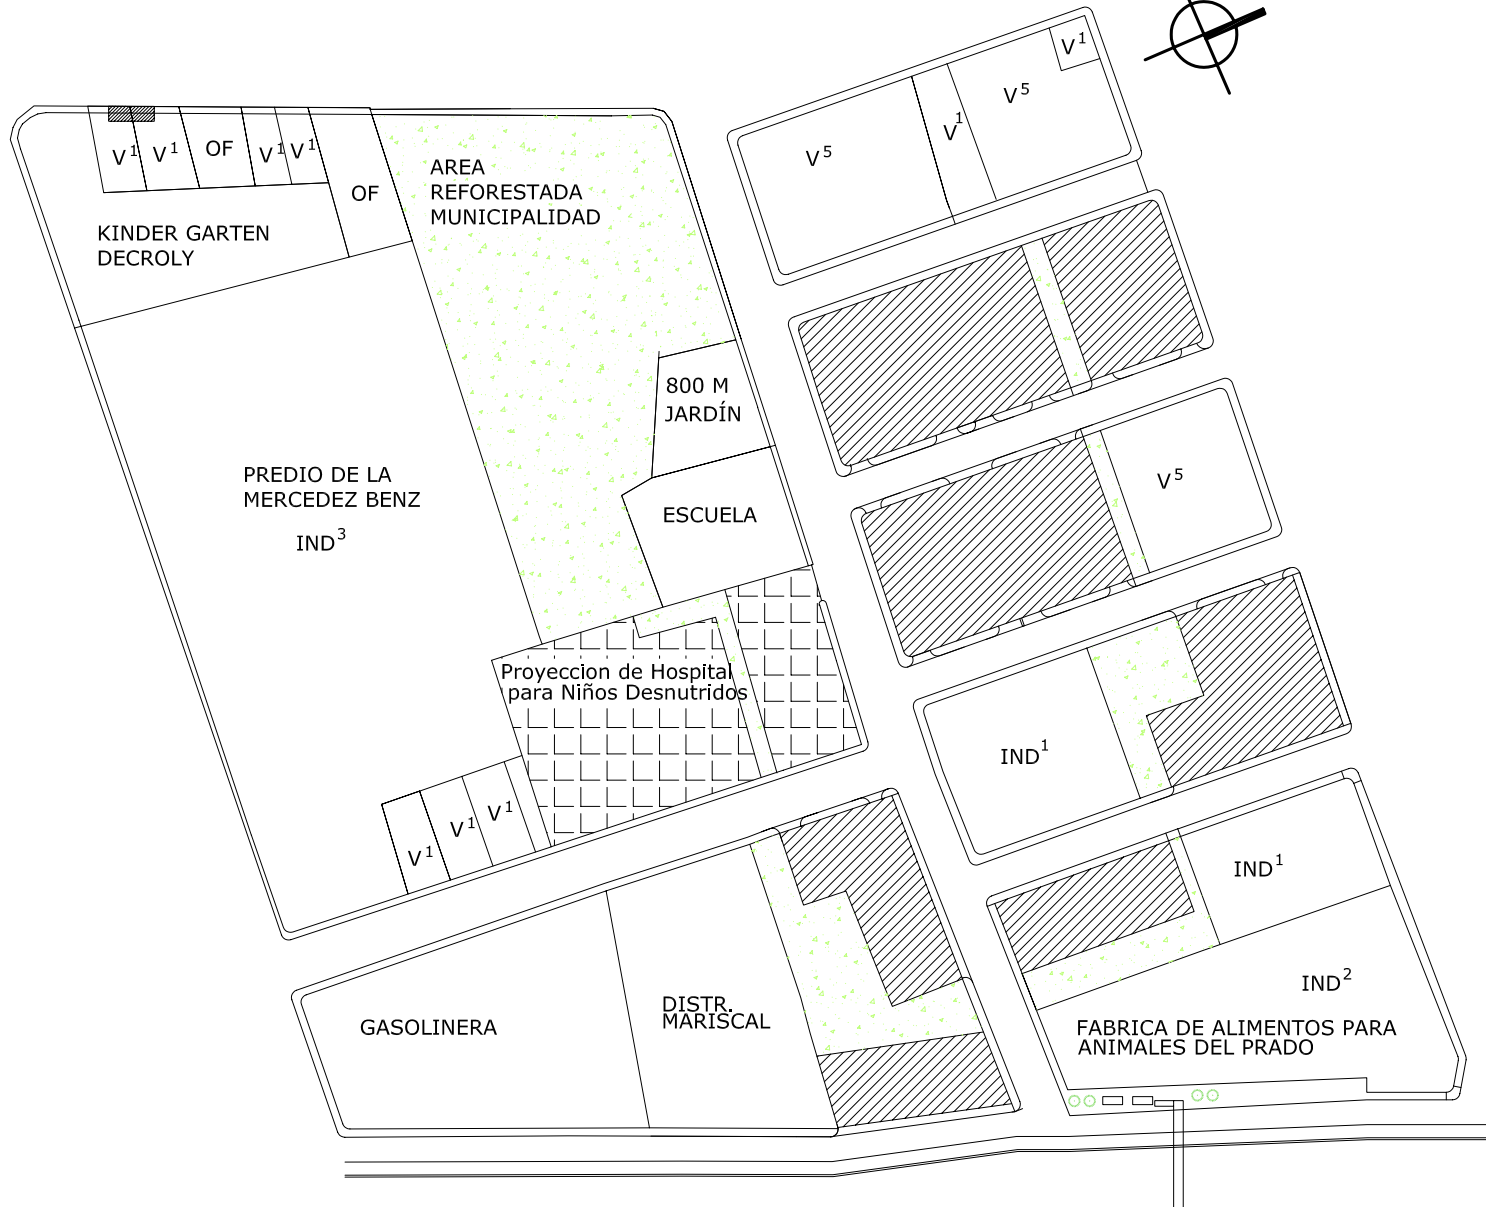 V1
V5
V1
V5
V1
V1
OF
V1
V1
OF
AREA
REFORESTADA
MUNICIPALIDAD
KINDER GARTEN
DECROLY
800 M
JARDÍN
PREDIO DE LA
MERCEDEZ BENZ
IND3
ESCUELA
V5
Proyeccion de Hospital
para Niños Desnutridos
IND1
V1
V1
V1
IND1
IND2
GASOLINERA
DISTR.
MARISCAL
FABRICA DE ALIMENTOS PARA
ANIMALES DEL PRADO